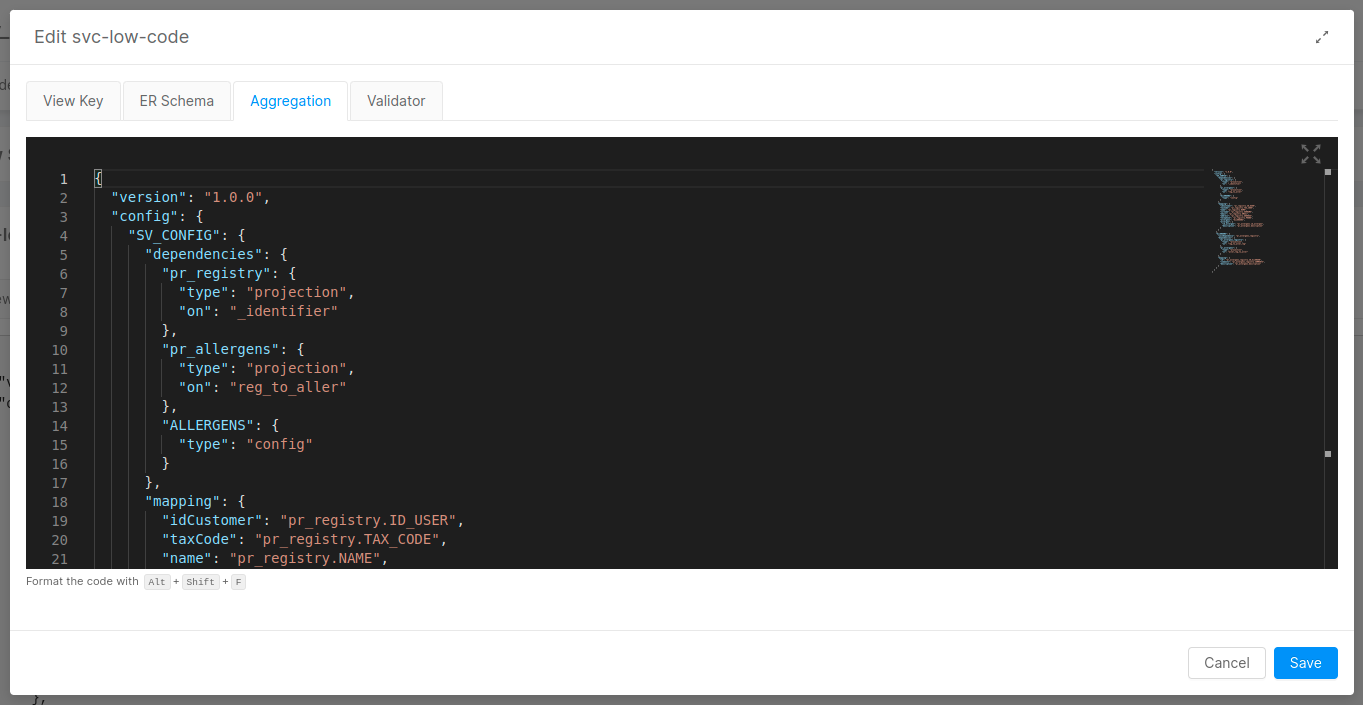 Edit svc-low-code
View Key
ER Schema
Aggregation
Validator
1 {
2 "version": "1.0.0",
3 "config": {
4 "SV_CONFIG": {
5 "dependencies": {
6 "pr_registry": {
7 "type": "projection",
8 "on": "_identifier"
9 },
10 "pr_allergens": {
11 "type": "projection",
12 "on": "reg_to_aller"
13 },
14 "ALLERGENS": {
15 "type": "config"
16 }
17 },
18 "mapping": {
19 "idCustomer": "pr_registry.ID_USER",
20 "taxCode": "pr_registry.TAX_CODE",
21 "name": "pr_registry.NAME",
Format the code with Alt + Shift + F
Cancel
Save
},